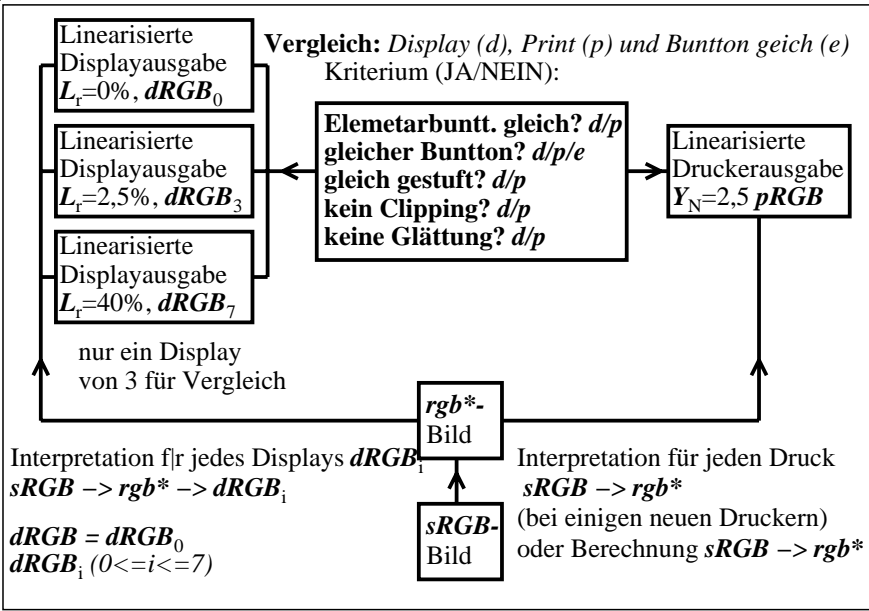 Linearisierte
Displayausgabe
Lr=0%, dRGB0
Vergleich: Display (d), Print (p) und Buntton geich (e)
Kriterium (JA/NEIN):
Linearisierte
Displayausgabe
Lr=2,5%, dRGB3
Elemetarbuntt. gleich? d/p
gleicher Buntton? d/p/e
gleich gestuft? d/p
kein Clipping? d/p
keine Glättung? d/p
Linearisierte
Druckerausgabe
YN=2,5 pRGB
Linearisierte
Displayausgabe
Lr=40%, dRGB7
nur ein Display
von 3 für Vergleich
rgb*-
Bild
Interpretation f|r jedes Displays dRGBi
sRGB –> rgb* –> dRGBi
dRGB = dRGB0
dRGBi (0<=i<=7)
sRGB-
Bild
Interpretation für jeden Druck
sRGB –> rgb*
(bei einigen neuen Druckern)
oder Berechnung sRGB –> rgb*